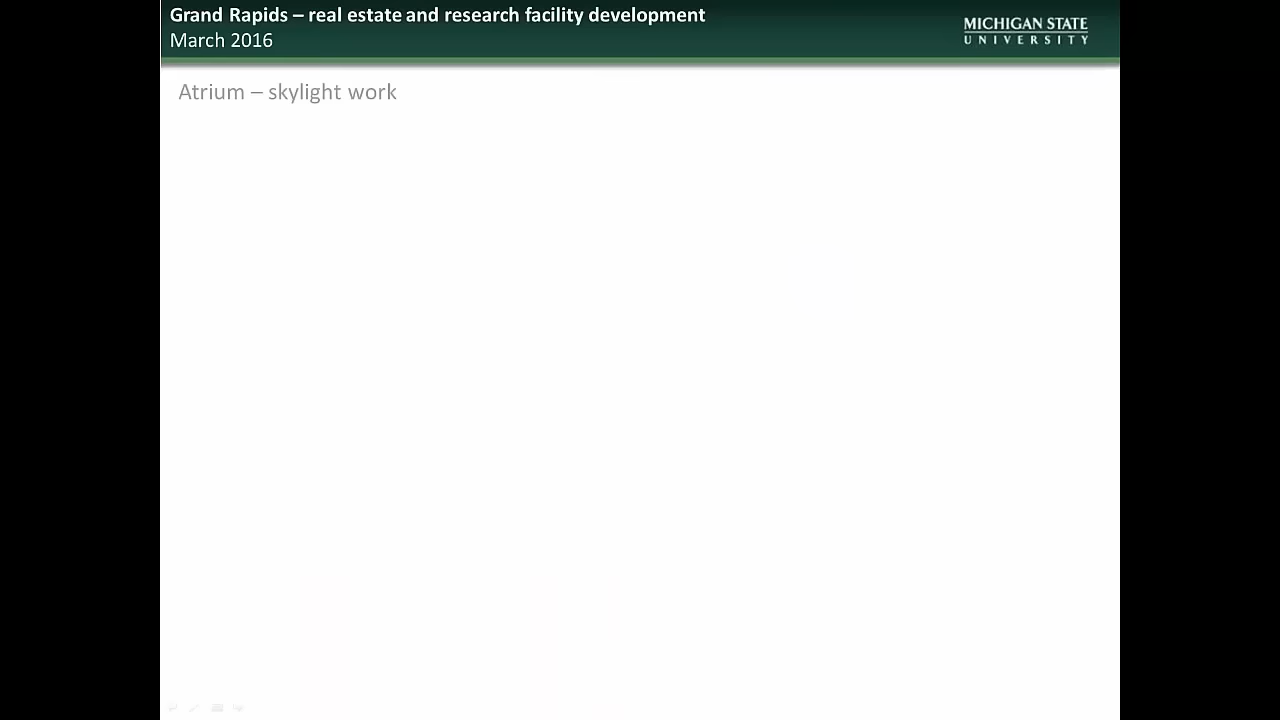 Grand Rapids – real estate and research facility development
March 2016
MICHIGAN STATE
UNIVERSITY
Atrium – skylight work